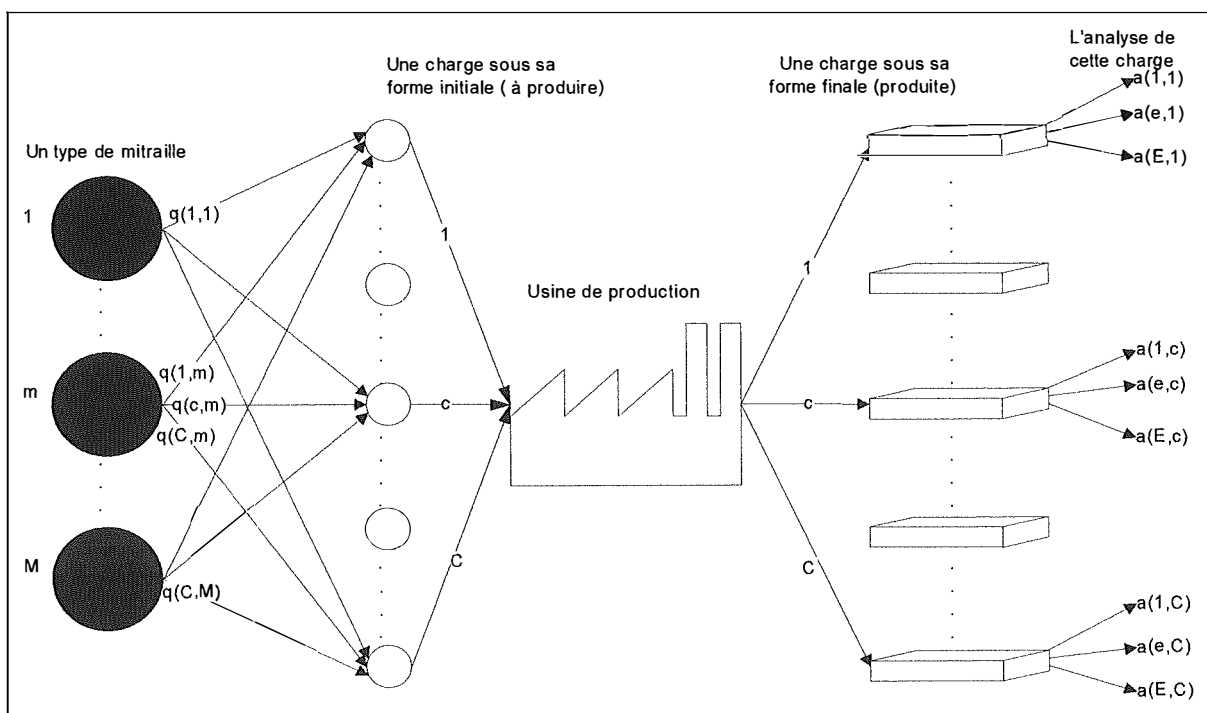 L'analyse de
cette charge
Une charge sous sa
forme initiale ( à produire)
Une charge sous sa
forme finale (produite)
a(1,1)
a(e,1)
a(E,1)
Un type de mitraille
1
q(1,1)
1
1
Usine de production
m
q(1,m)
q(c,m)
q(C,m)
c
c
a(1,c)
a(e,c)
a(E,c)
M
q(C,M)
C
C
a(1,C)
a(e,C)
a(E,C)